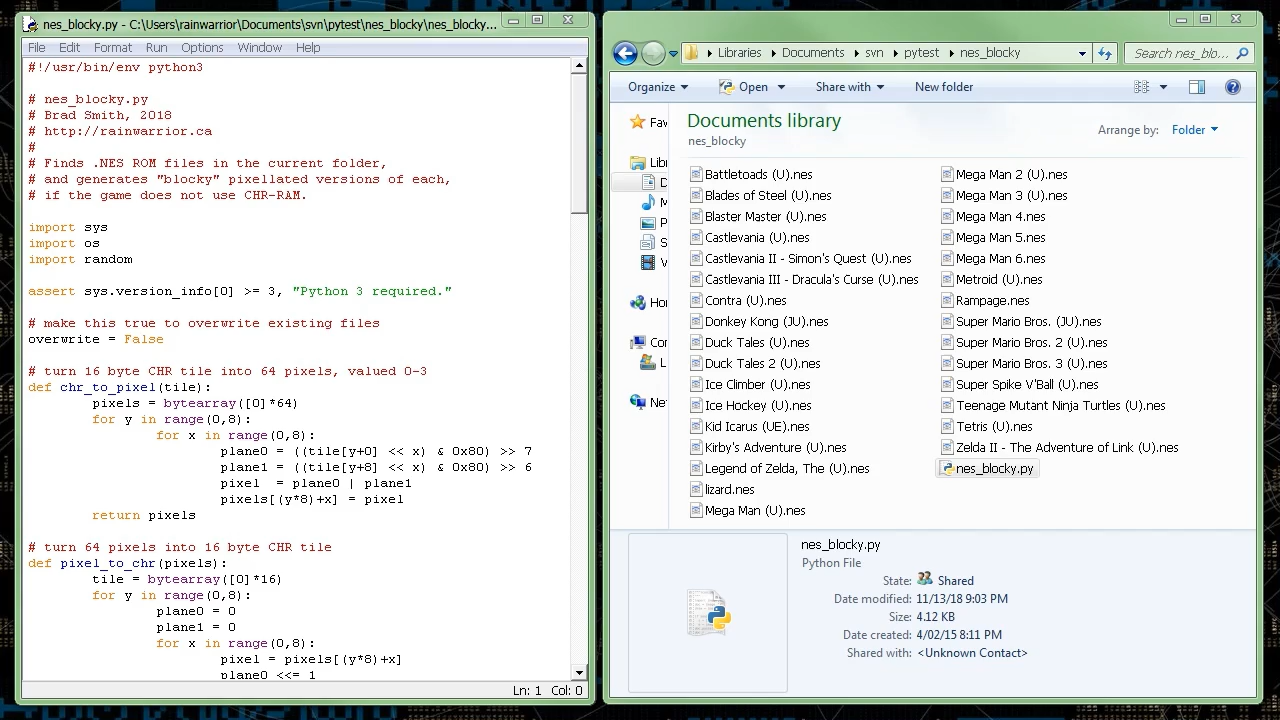 nes_blocky.py - C:\Users\rainwarrior\Documents\svn\pytest\nes_blocky\nes_blocky...
File Edit Format Run Options Window Help
#!/usr/bin/env python3
# nes_blocky.py
# Brad Smith, 2018
# http://rainwarrior.ca
#
# Finds .NES ROM files in the current folder,
# and generates "blocky" pixellated versions of each,
# if the game does not use CHR-RAM.
import sys
import os
import random
assert sys.version_info[0] >= 3, "Python 3 required."
# make this true to overwrite existing files
overwrite = False
# turn 16 byte CHR tile into 64 pixels, valued 0-3
def chr_to_pixel(tile):
pixels = bytearray([0]*64)
for y in range(0,8):
for x in range(0,8):
plane0 = ((tile[y+0] << x) & 0x80) >> 7
plane1 = ((tile[y+8] << x) & 0x80) >> 6
pixel = plane0 | plane1
pixels[(y*8)+x] = pixel
return pixels
# turn 64 pixels into 16 byte CHR tile
def pixel_to_chr(pixels):
tile = bytearray([0]*16)
for y in range(0,8):
plane0 = 0
plane1 = 0
for x in range(0,8):
pixel = pixels[(y*8)+x]
plane0 <<= 1
Ln: 1 Col: 0
Libraries Documents svn pytest nes_blocky
Search nes_blo...
Organize Open Share with New folder
Documents library
nes_blocky
Arrange by: Folder
Fav
Libr
D
M
P
S
V
Ho
Co
L
Net
Battletoads (U).nes
Blades of Steel (U).nes
Blaster Master (U).nes
Castlevania (U).nes
Castlevania II - Simon's Quest (U).nes
Castlevania III - Dracula's Curse (U).nes
Contra (U).nes
Donkey Kong (JU).nes
Duck Tales (U).nes
Duck Tales 2 (U).nes
Ice Climber (U).nes
Ice Hockey (U).nes
Kid Icarus (UE).nes
Kirby's Adventure (U).nes
Legend of Zelda, The (U).nes
lizard.nes
Mega Man (U).nes
Mega Man 2 (U).nes
Mega Man 3 (U).nes
Mega Man 4.nes
Mega Man 5.nes
Mega Man 6.nes
Metroid (U).nes
Rampage.nes
Super Mario Bros. (JU).nes
Super Mario Bros. 2 (U).nes
Super Mario Bros. 3 (U).nes
Super Spike V'Ball (U).nes
Teenage Mutant Ninja Turtles (U).nes
Tetris (U).nes
Zelda II - The Adventure of Link (U).nes
nes_blocky.py
nes_blocky.py
Python File
State: Shared
Date modified: 11/13/18 9:03 PM
Size: 4.12 KB
Date created: 4/02/15 8:11 PM
Shared with: <Unknown Contact>